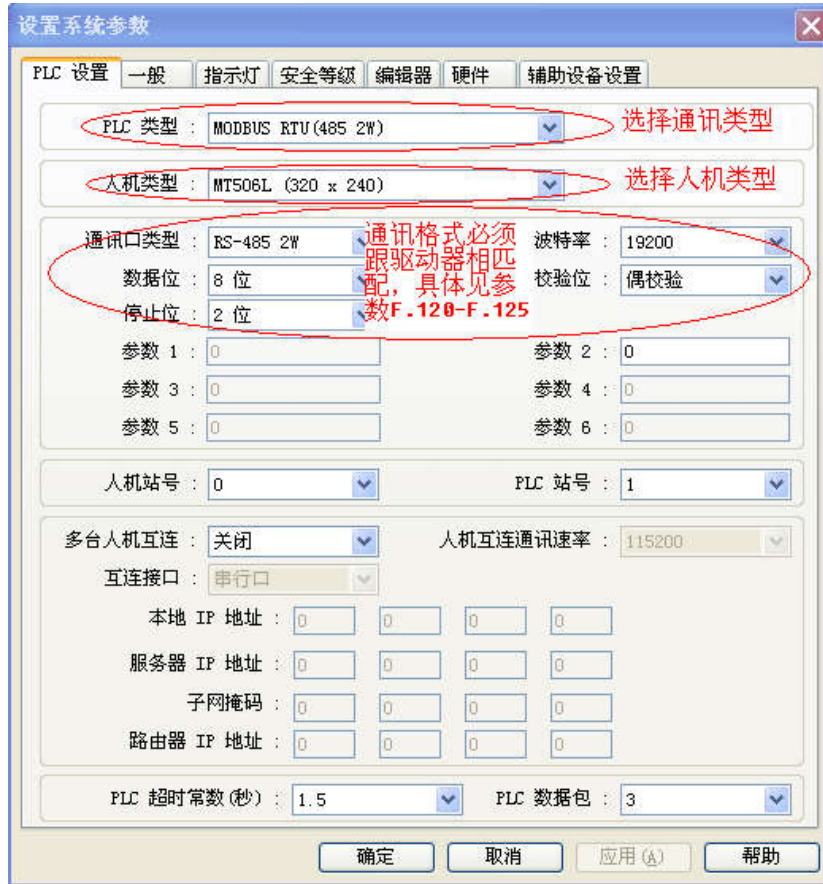 设置系统参数
PLC 设置 一般 指示灯 安全等级 编辑器 硬件 辅助设备设置
PLC 类型 : MODBUS RTU(485 2W) 选择通讯类型
人机类型 : MT506L (320 x 240) 选择人机类型
通讯口类型 : RS-485 2W 波特率 : 19200
数据位 : 8 位 校验位 : 偶校验
停止位 : 2 位
通讯格式必须
跟驱动器相匹
配，具体见参
数F.120-F.125
参数 1 : 0 参数 2 : 0
参数 3 : 0 参数 4 : 0
参数 5 : 0 参数 6 : 0
人机站号 : 0 PLC 站号 : 1
多台人机互连 : 关闭 人机互连通讯速率 : 115200
互连接口 : 串行口
本地 IP 地址 : 0 0 0 0
服务器 IP 地址 : 0 0 0 0
子网掩码 : 0 0 0 0
路由器 IP 地址 : 0 0 0 0
PLC 超时常数(秒) : 1.5 PLC 数据包 : 3
确定 取消 应用(A) 帮助